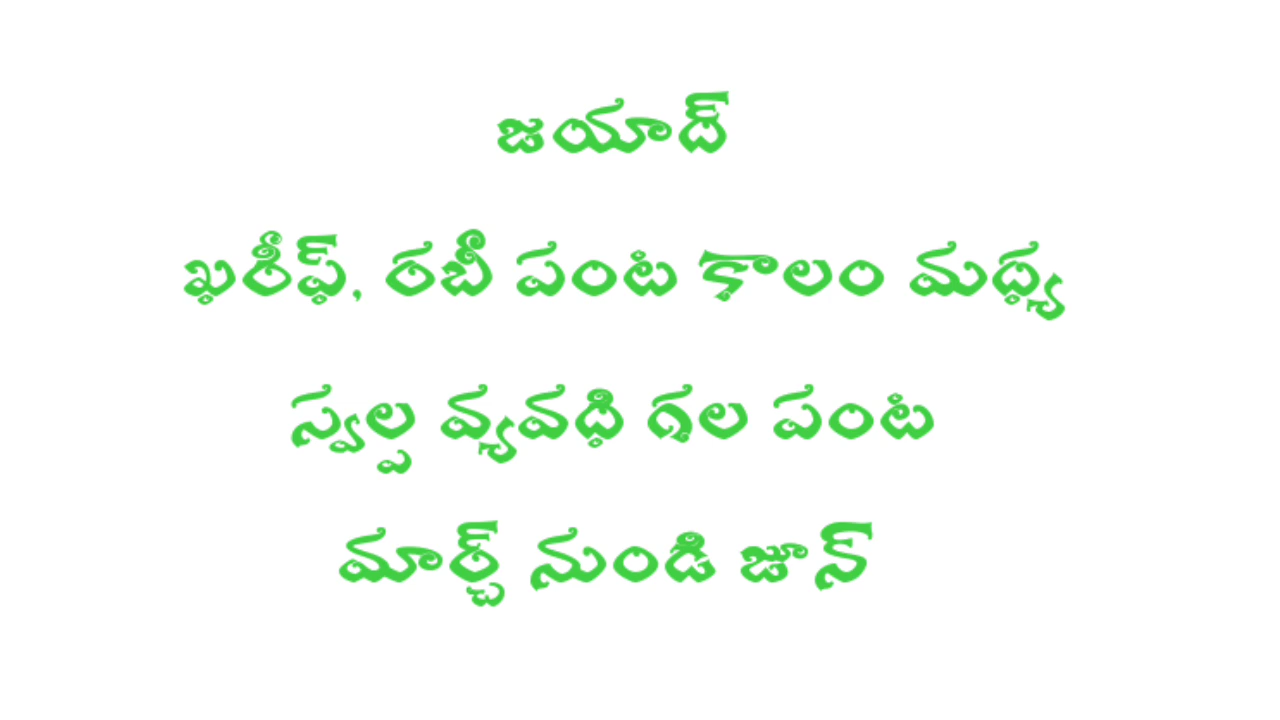 జయాద్
ఖరీఫ్, రబీ పంట కాలం మధ్య
స్వల్ప వ్యవధి గల పంట
మార్చ్ నుండి జూన్